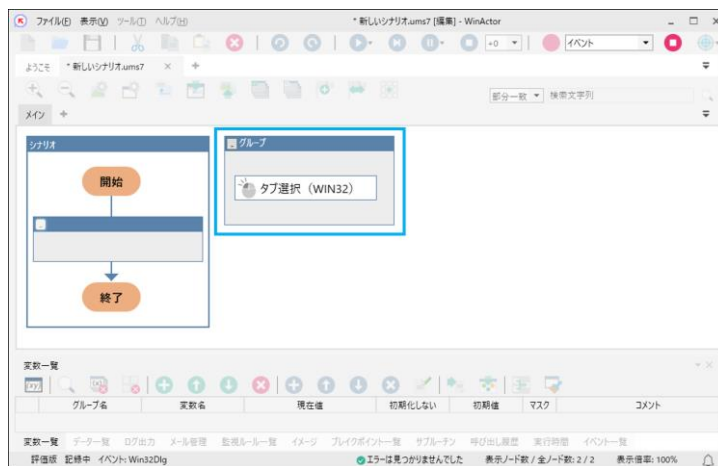 ファイル(F) 表示(V) ツール(T) ヘルプ(H) * 新しいシナリオ.ums7 [編集] - WinActor
+0 イベント
ようこそ * 新しいシナリオ.ums7 × +
部分一致 検索文字列
メイン +
シナリオ
開始
終了
グループ
タブ選択（WIN32）
変数一覧
グループ名 変数名 現在値 初期化しない 初期値 マスク コメント
変数一覧 データ一覧 ログ出力 メール管理 監視ルール一覧 イメージ ブレイクポイント一覧 サブルーチン 呼び出し履歴 実行時間 イベント一覧
評価版 記録中 イベント: Win32Dlg エラーは見つかりませんでした 表示ノード数 / 全ノード数: 2 / 2 表示倍率: 100%